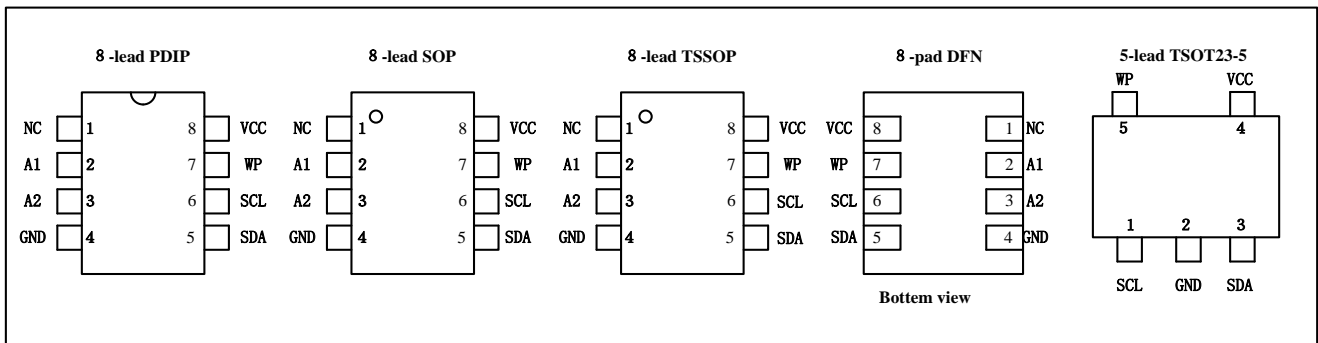 8 -lead PDIP
NC 1 8 VCC
A1 2 7 WP
A2 3 6 SCL
GND 4 5 SDA
8 -lead SOP
NC 1 8 VCC
A1 2 7 WP
A2 3 6 SCL
GND 4 5 SDA
8 -lead TSSOP
NC 1 8 VCC
A1 2 7 WP
A2 3 6 SCL
GND 4 5 SDA
8 -pad DFN
VCC 8 1 NC
WP 7 2 A1
SCL 6 3 A2
SDA 5 4 GND
Bottem view
5-lead TSOT23-5
WP VCC
5 4
1 2 3
SCL GND SDA